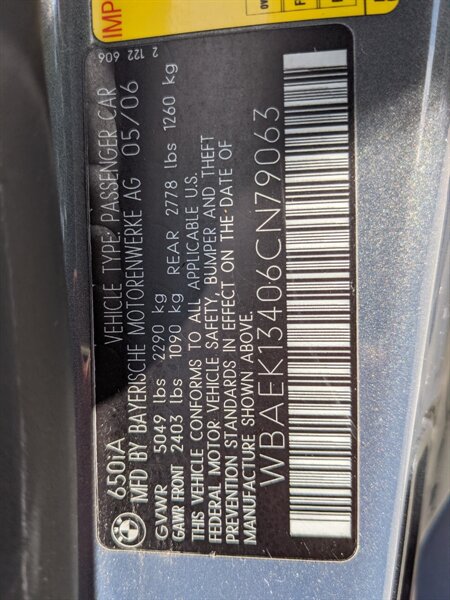 IMP
2 122 606
650iA
VEHICLE TYPE: PASSENGER CAR
MFD BY BAYERISCHE MOTORENWERKE AG 05/06
GVWR 5049 lbs 2290 kg
GAWR FRONT 2403 lbs 1090 kg REAR 2778 lbs 1260 kg
THIS VEHICLE CONFORMS TO ALL APPLICABLE U.S.
FEDERAL MOTOR VEHICLE SAFETY, BUMPER AND THEFT
PREVENTION STANDARDS IN EFFECT ON THE DATE OF
MANUFACTURE SHOWN ABOVE.
WBAEK13406CN79063